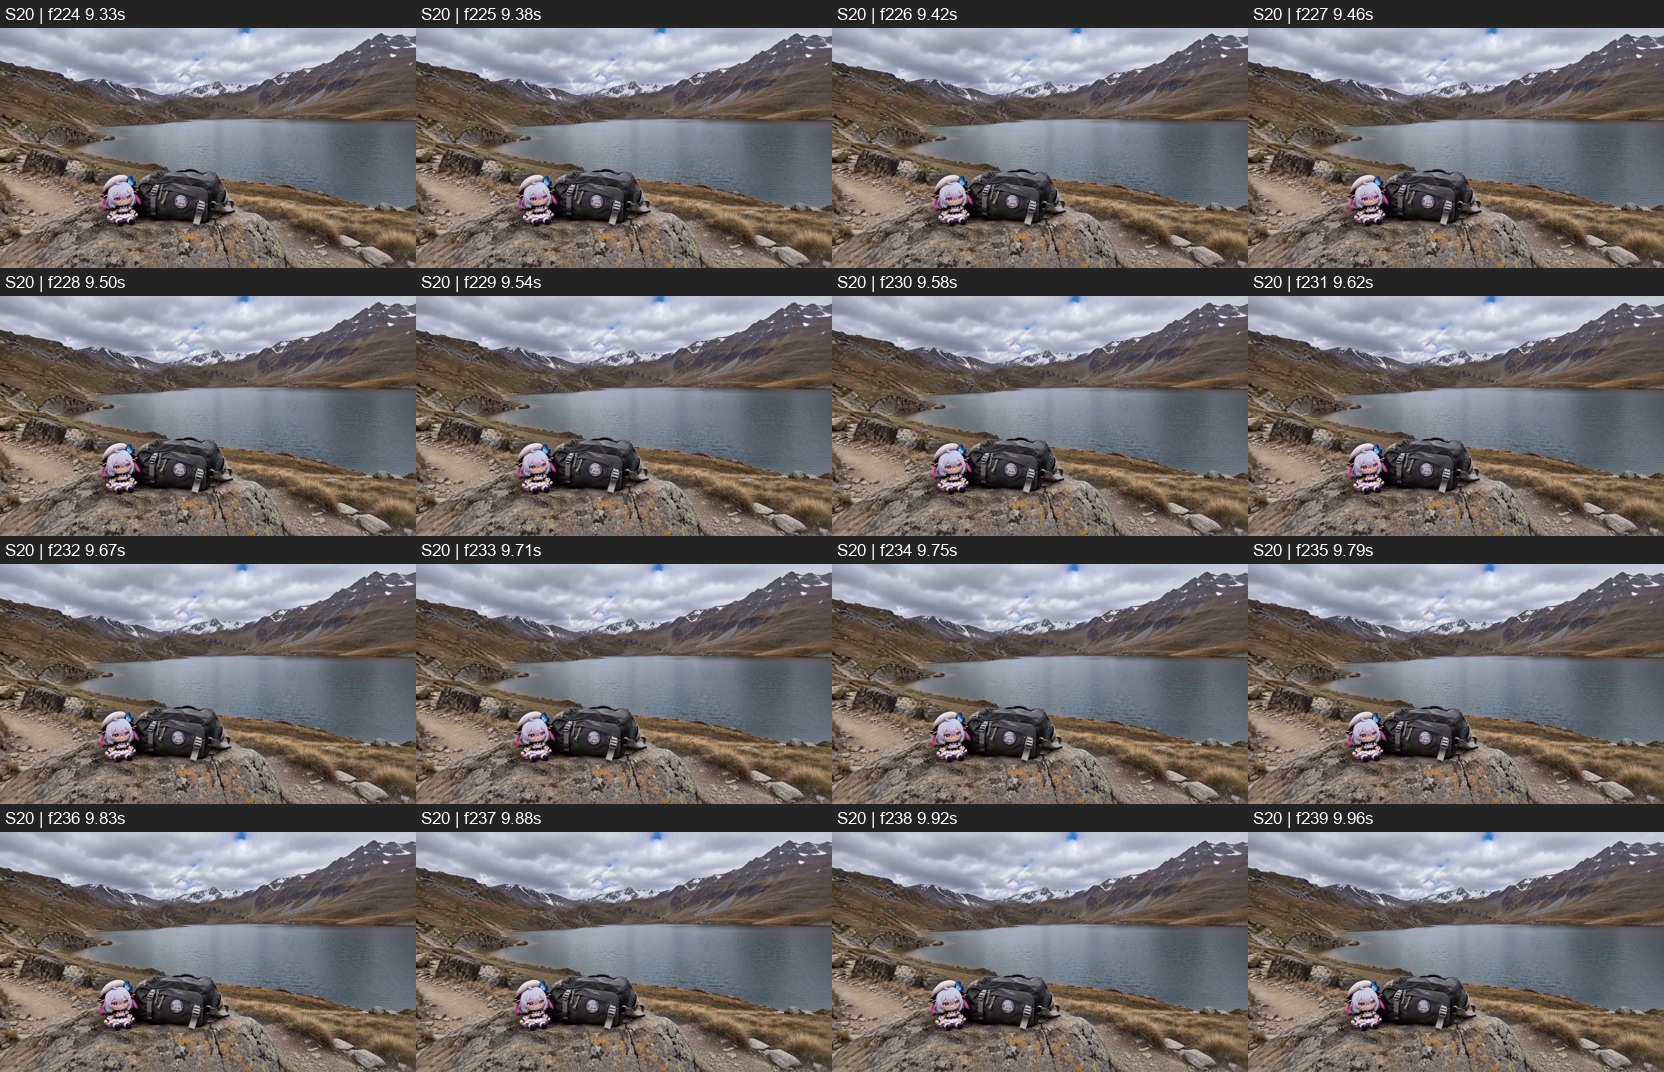 S20 | f224 9.33s
S20 | f225 9.38s
S20 | f226 9.42s
S20 | f227 9.46s
S20 | f228 9.50s
S20 | f229 9.54s
S20 | f230 9.58s
S20 | f231 9.62s
S20 | f232 9.67s
S20 | f233 9.71s
S20 | f234 9.75s
S20 | f235 9.79s
S20 | f236 9.83s
S20 | f237 9.88s
S20 | f238 9.92s
S20 | f239 9.96s